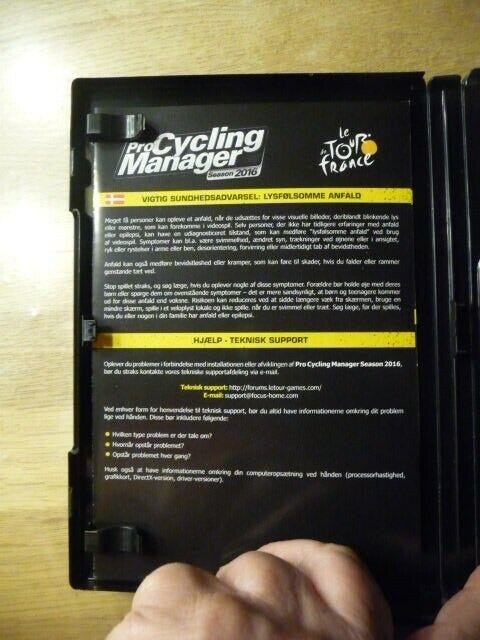 Pro Cycling
Manager
Season 2016
le
Tour
de
france
VIGTIG SUNDHEDSADVARSEL: LYSFØLSOMME ANFALD
Meget få personer kan opleve et anfald, når de udsættes for visse visuelle billeder, deriblandt blinkende lys
eller mønstre, som kan forekomme i videospil. Selv personer, der ikke har tidligere erfaringer med anfald
eller epilepsi, kan have en udiagnosticeret tilstand, som kan medføre "lysfølsomme anfald" ved brug
af videospil. Symptomer kan bl.a. være svimmelhed, ændret syn, trækninger ved øjnene eller i ansigtet,
ryk eller rystelser i arme eller ben, desorientering, forvirring eller midlertidigt tab af bevidstheden.
Anfald kan også medføre bevidstløshed eller kramper, som kan føre til skader, hvis du falder eller rammer
genstande tæt ved.
Stop spillet straks, og søg læge, hvis du oplever nogle af disse symptomer. Forældre bør holde øje med deres
børn eller spørge dem om ovenstående symptomer – det er mere sandsynligt, at børn og teenagere kommer
ud for disse anfald end voksne. Risikoen kan reduceres ved at sidde længere væk fra skærmen, bruge en
mindre skærm, spille i et veloplyst lokale og ikke spille, når du er svimmel eller træt. Søg læge, før der spilles,
hvis du eller nogen i din familie har anfald eller epilepsi.
HJÆLP - TEKNISK SUPPORT
Oplever du problemer i forbindelse med installationen eller afviklingen af Pro Cycling Manager Season 2016,
bør du straks kontakte vores tekniske supportafdeling via e-mail.
Teknisk support: http://forums.letour-games.com/
E-mail: support@focus-home.com
Ved enhver form for henvendelse til teknisk support, bør du altid have informationerne omkring dit problem
lige ved hånden. Disse bør inkludere følgende:
● Hvilken type problem er der tale om?
● Hvornår opstår problemet?
● Opstår problemet hver gang?
Husk også at have informationerne omkring din computeropsætning ved hånden (processorhastighed,
grafikkort, DirectX-version, driver-versioner).